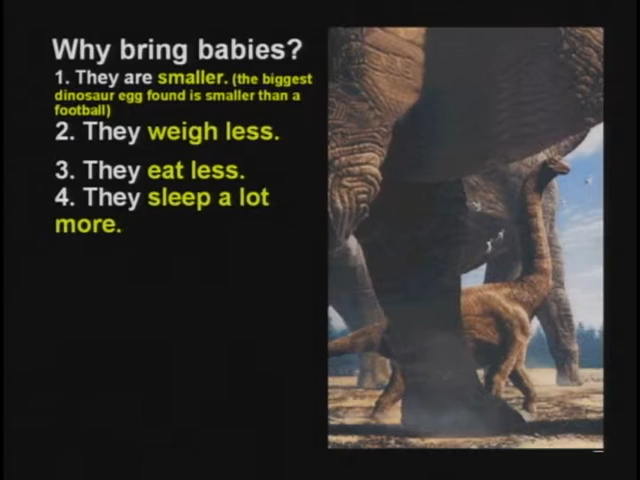 Why bring babies?
1. They are smaller. (the biggest
dinosaur egg found is smaller than a
football)
2. They weigh less.
3. They eat less.
4. They sleep a lot
more.